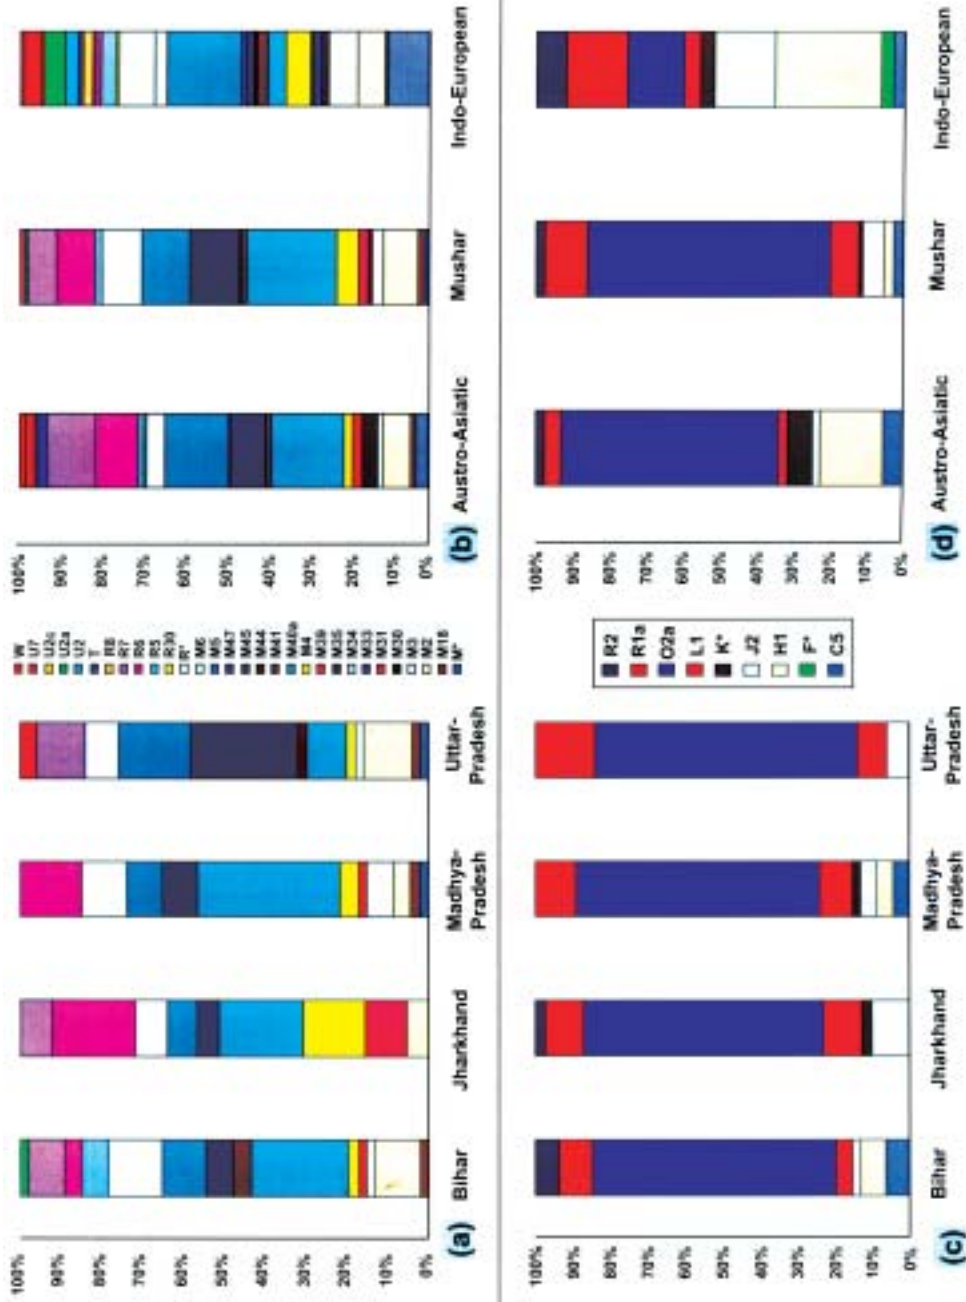 100%
90%
80%
70%
60%
50%
40%
30%
20%
10%
0%
(a)
Bihar
Jharkhand
Madhya-
Pradesh
Uttar-
Pradesh
W
U7
U2c
U2a
U2
T
R8
R7
R6
R5
R30
R*
M6
M5
M47
M45
M44
M41
M40a
M4
M39
M35
M34
M33
M31
M30
M3
M2
M18
M*
100%
90%
80%
70%
60%
50%
40%
30%
20%
10%
0%
(b)
Austro-Asiatic
Mushar
Indo-European
100%
90%
80%
70%
60%
50%
40%
30%
20%
10%
0%
(c)
Bihar
Jharkhand
Madhya-
Pradesh
Uttar-
Pradesh
R2
R1a
O2a
L1
K*
J2
H1
F*
C5
100%
90%
80%
70%
60%
50%
40%
30%
20%
10%
0%
(d)
Austro-Asiatic
Mushar
Indo-European